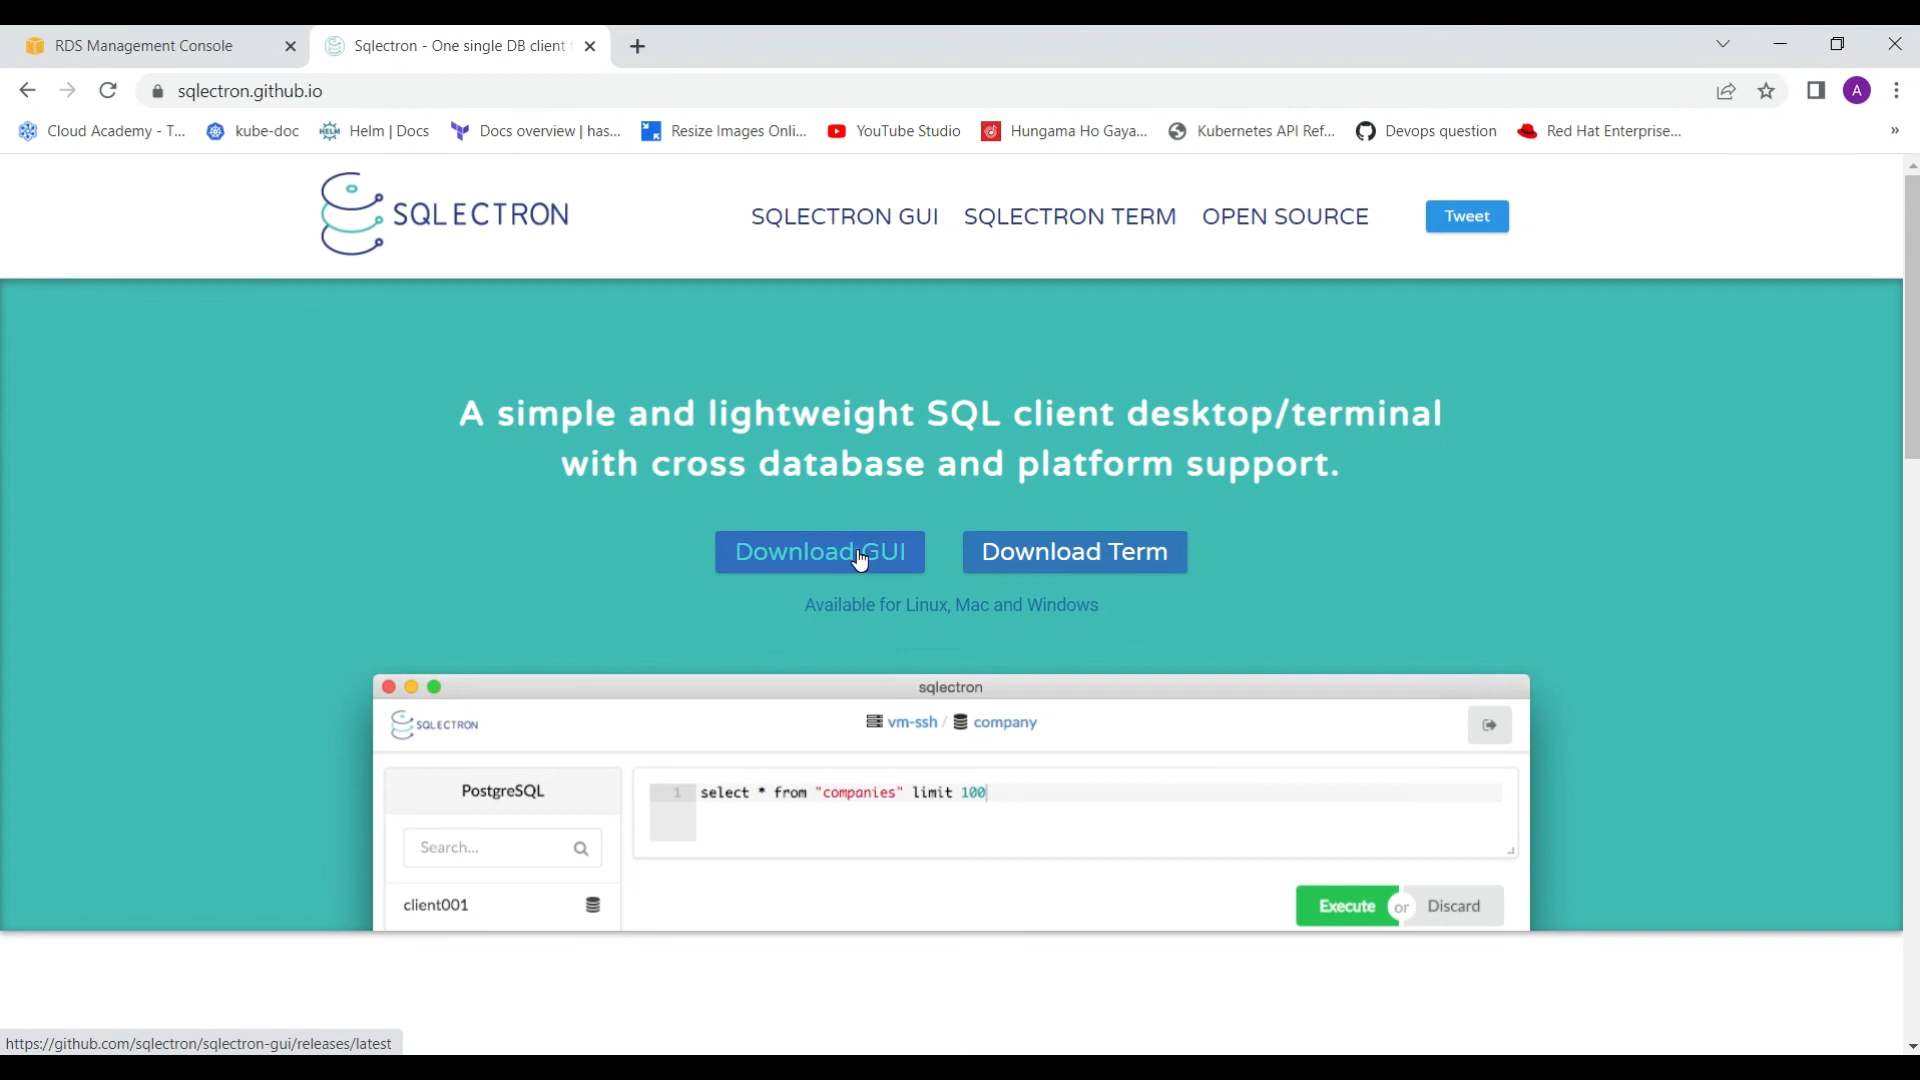 RDS Management Console
Sqlectron - One single DB client
sqlectron.github.io
A
Cloud Academy - T...
kube-doc
HELM
Helm | Docs
Docs overview | has...
Resize Images Onli...
YouTube Studio
Hungama Ho Gaya...
Kubernetes API Ref...
Devops question
Red Hat Enterprise...
»
SQLECTRON
SQLECTRON GUI
SQLECTRON TERM
OPEN SOURCE
Tweet
A simple and lightweight SQL client desktop/terminal
with cross database and platform support.
Download GUI
Download Term
Available for Linux, Mac and Windows
sqlectron
SQLECTRON
vm-ssh / company
PostgreSQL
1 select * from "companies" limit 100
Search...
client001
Execute or Discard
https://github.com/sqlectron/sqlectron-gui/releases/latest